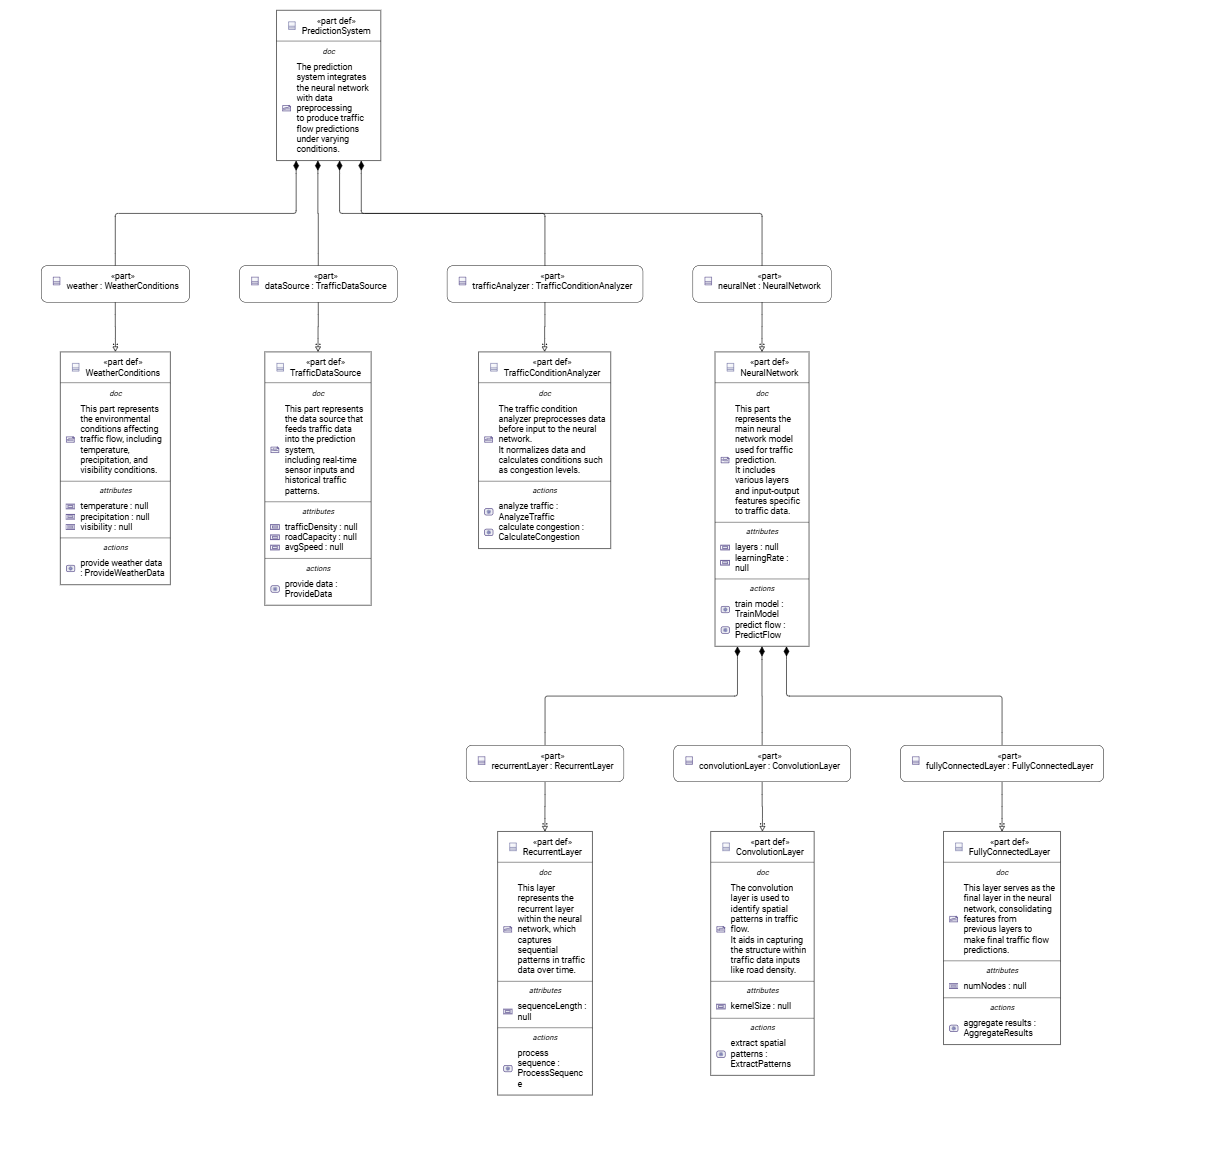 «part def»
PredictionSystem
doc
The prediction
system integrates
the neural network
with data
preprocessing
to produce traffic
flow predictions
under varying
conditions.
«part»
weather : WeatherConditions
«part»
dataSource : TrafficDataSource
«part»
trafficAnalyzer : TrafficConditionAnalyzer
«part»
neuralNet : NeuralNetwork
«part def»
WeatherConditions
doc
This part represents
the environmental
conditions affecting
traffic flow, including
temperature,
precipitation, and
visibility conditions.
attributes
temperature : null
precipitation : null
visibility : null
actions
provide weather data
: ProvideWeatherData
«part def»
TrafficDataSource
doc
This part represents
the data source that
feeds traffic data
into the prediction
system,
including real-time
sensor inputs and
historical traffic
patterns.
attributes
trafficDensity : null
roadCapacity : null
avgSpeed : null
actions
provide data :
ProvideData
«part def»
TrafficConditionAnalyzer
doc
The traffic condition
analyzer preprocesses data
before input to the neural
network.
It normalizes data and
calculates conditions such
as congestion levels.
actions
analyze traffic :
AnalyzeTraffic
calculate congestion :
CalculateCongestion
«part def»
NeuralNetwork
doc
This part
represents the
main neural
network model
used for traffic
prediction.
It includes
various layers
and input-output
features specific
to traffic data.
attributes
layers : null
learningRate :
null
actions
train model :
TrainModel
predict flow :
PredictFlow
«part»
recurrentLayer : RecurrentLayer
«part»
convolutionLayer : ConvolutionLayer
«part»
fullyConnectedLayer : FullyConnectedLayer
«part def»
RecurrentLayer
doc
This layer
represents the
recurrent layer
within the neural
network, which
captures
sequential
patterns in traffic
data over time.
attributes
sequenceLength :
null
actions
process
sequence :
ProcessSequenc
e
«part def»
ConvolutionLayer
doc
The convolution
layer is used to
identify spatial
patterns in traffic
flow.
It aids in capturing
the structure within
traffic data inputs
like road density.
attributes
kernelSize : null
actions
extract spatial
patterns :
ExtractPatterns
«part def»
FullyConnectedLayer
doc
This layer serves as the
final layer in the neural
network, consolidating
features from
previous layers to
make final traffic flow
predictions.
attributes
numNodes : null
actions
aggregate results :
AggregateResults